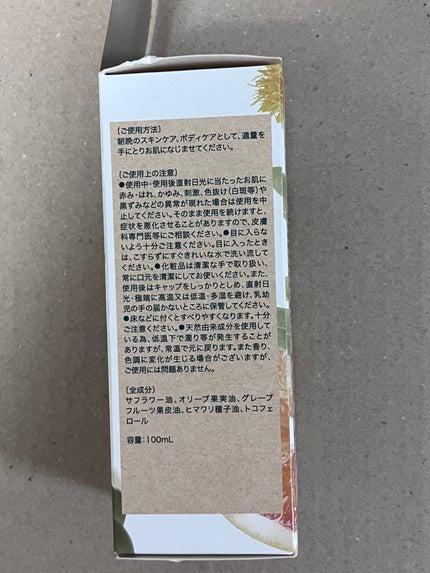 〔ご使用方法〕
朝晩のスキンケア、ボディケアとして、適量を
手にとりお肌になじませてください。
〔ご使用上の注意〕
●使用中・使用後直射日光に当たったお肌に
赤み・はれ、かゆみ、刺激、色抜け(白斑等)や
黒ずみなどの異常が現れた場合は使用を中
止してください。そのまま使用を続けますと、
症状を悪化させることがありますので、皮膚
科専門医等にご相談ください。●目に入らな
いよう十分ご注意ください。目に入ったとき
は、こすらずにすぐきれいな水で洗い流して
ください。●化粧品は清潔な手で取り扱い、
常に口元を清潔にしてお使いください。また、
使用後はキャップをしっかりとしめ、直射日
光・極端に高温又は低温・多湿を避け、乳幼
児の手の届かないところに保管してください。
●床などに付くとすべりやすくなります。十分
ご注意ください。●天然由来成分を使用して
いる為、低温下で濁り等が発生することが
ありますが、常温で元に戻ります。また香り、
色調に変化が生じる場合がございますが、
ご使用には問題ありません。
〔全成分〕
サフラワー油、オリーブ果実油、グレープ
フルーツ果皮油、ヒマワリ種子油、トコフェ
ロール
容量:100mL